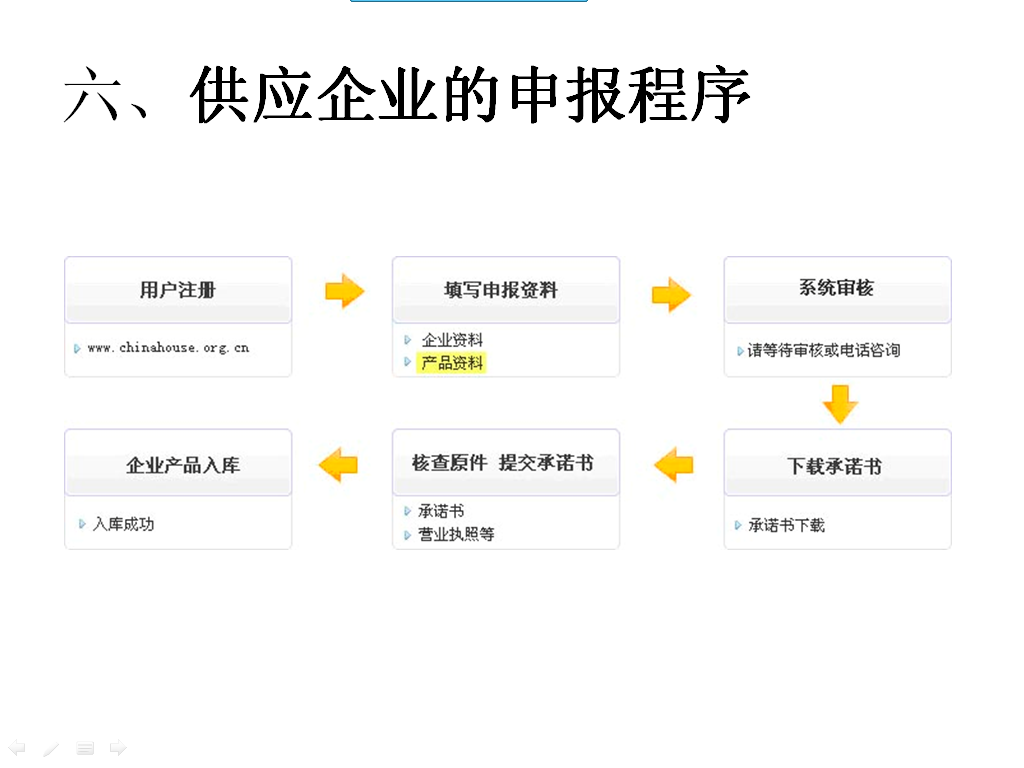 六、供应企业的申报程序
用户注册
www.chinahouse.org.cn
填写申报资料
企业资料
产品资料
系统审核
请等待审核或电话咨询
下载承诺书
承诺书下载
核查原件 提交承诺书
承诺书
营业执照等
企业产品入库
入库成功